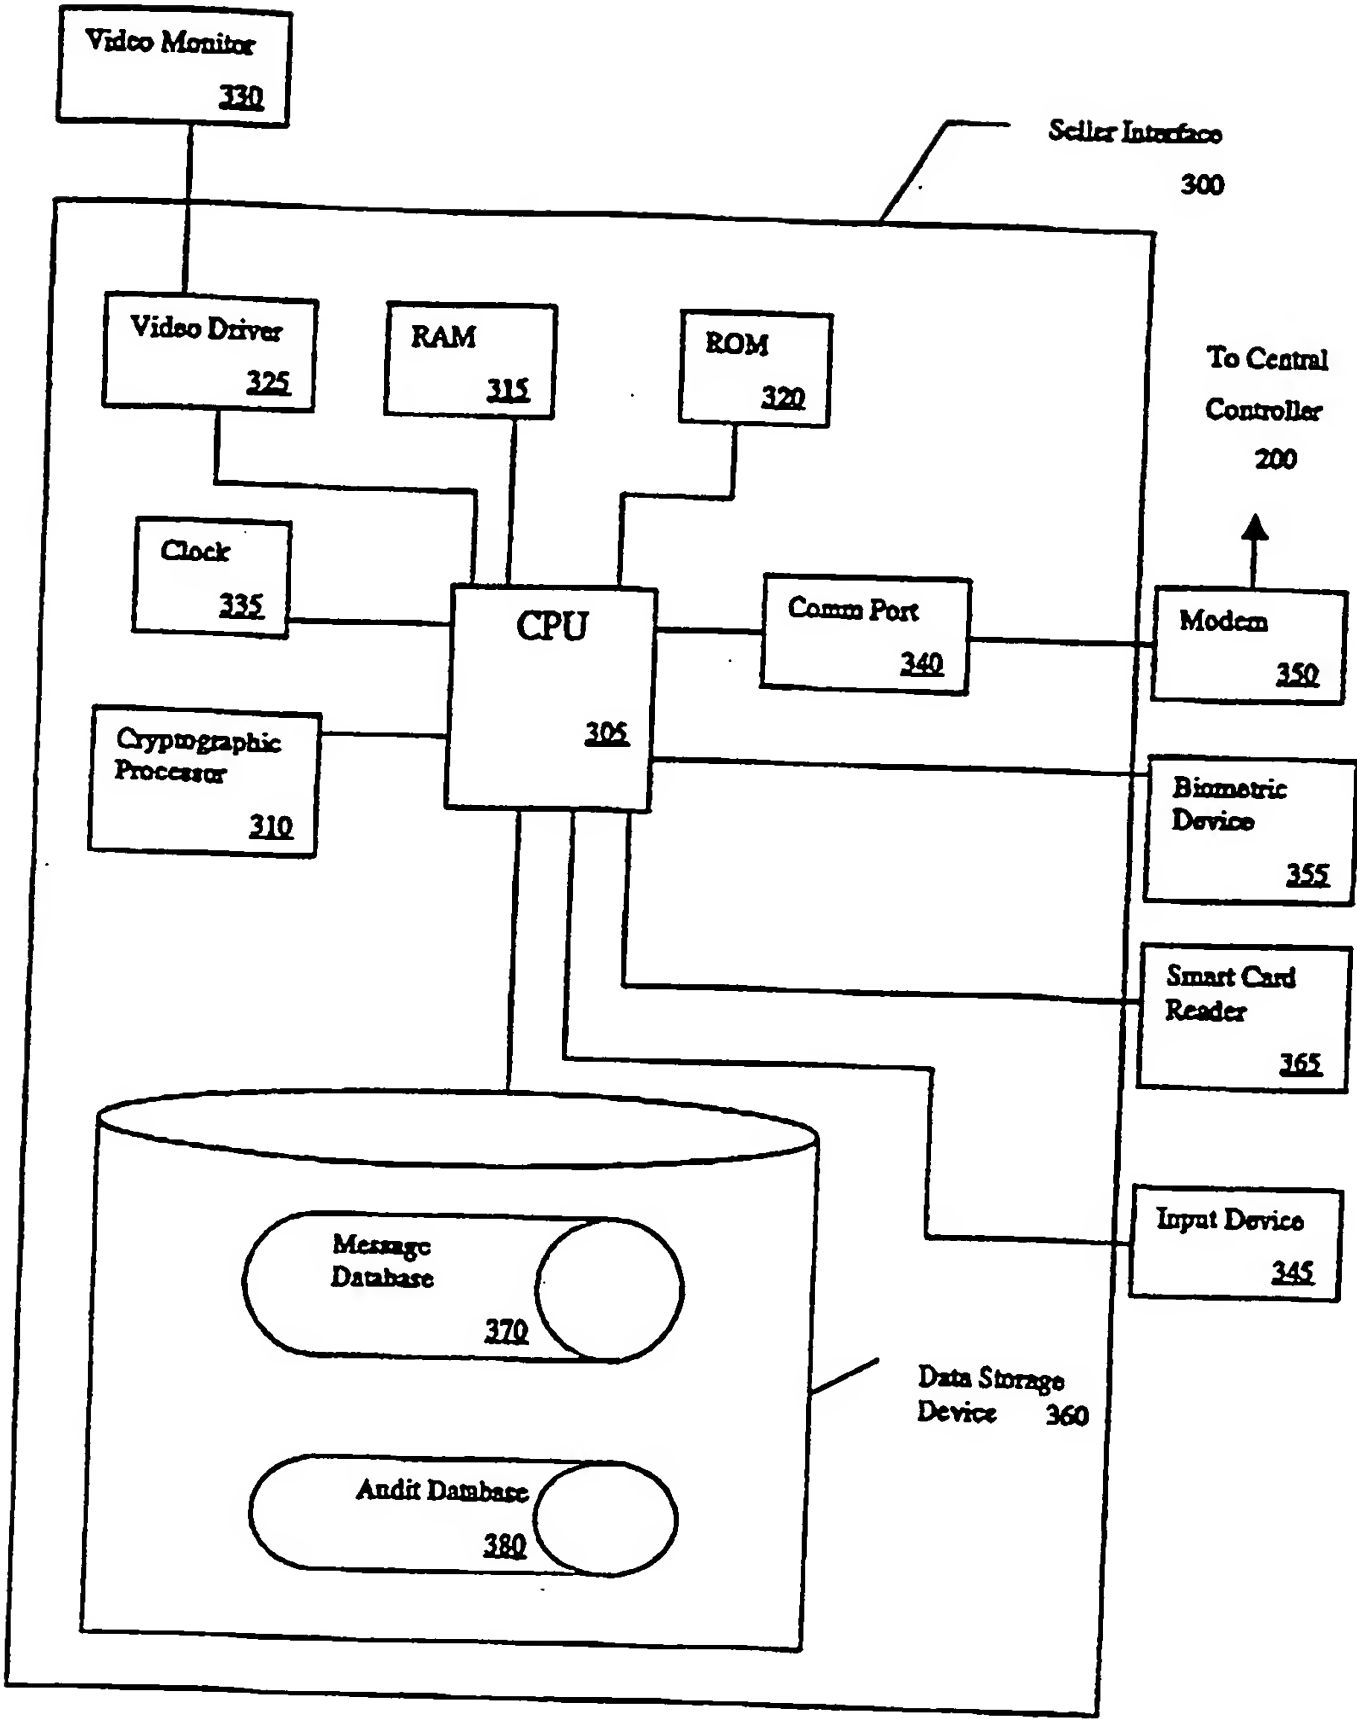 Video Monitor
330
Seller Interface
300
Video Driver
325
RAM
315
ROM
320
To Central
Controller
200
Clock
335
CPU
305
Comm Port
340
Modem
350
Cryptographic
Processor
310
Biometric
Device
355
Smart Card
Reader
365
Message
Database
370
Input Device
345
Data Storage
Device 360
Audit Database
380